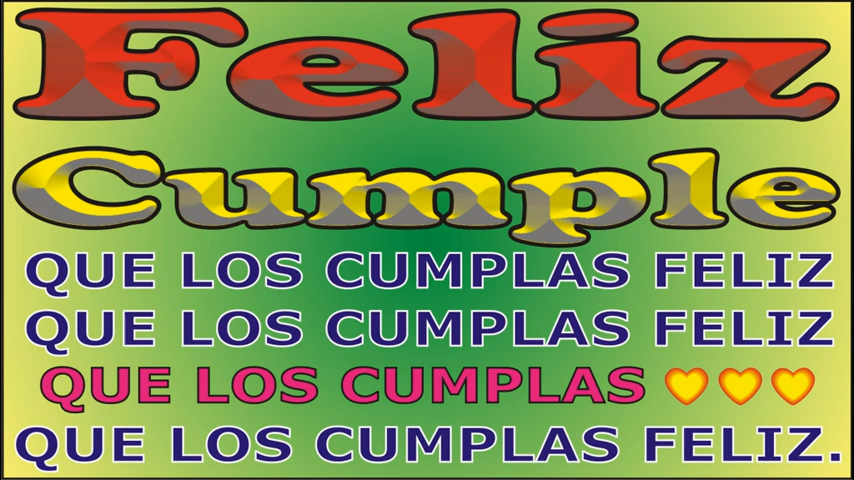 Feliz
Cumple
QUE LOS CUMPLAS FELIZ
QUE LOS CUMPLAS FELIZ
QUE LOS CUMPLAS
QUE LOS CUMPLAS FELIZ.